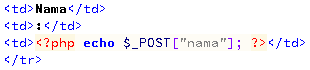 <td>Nama</td>
<td>:</td>
<td><?php echo $_POST["nama"]; ?></td>
</tr>